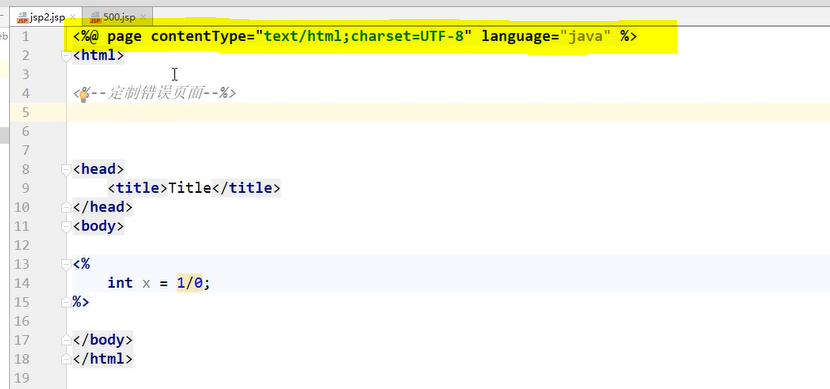 jsp2.jsp × 500.jsp ×
1 <%@ page contentType="text/html;charset=UTF-8" language="java" %>
2 <html>
3
4 <%--定制错误页面--%>
5
6
7
8 <head>
9 <title>Title</title>
10 </head>
11 <body>
12
13 <%
14 int x = 1/0;
15 %>
16
17 </body>
18 </html>
19